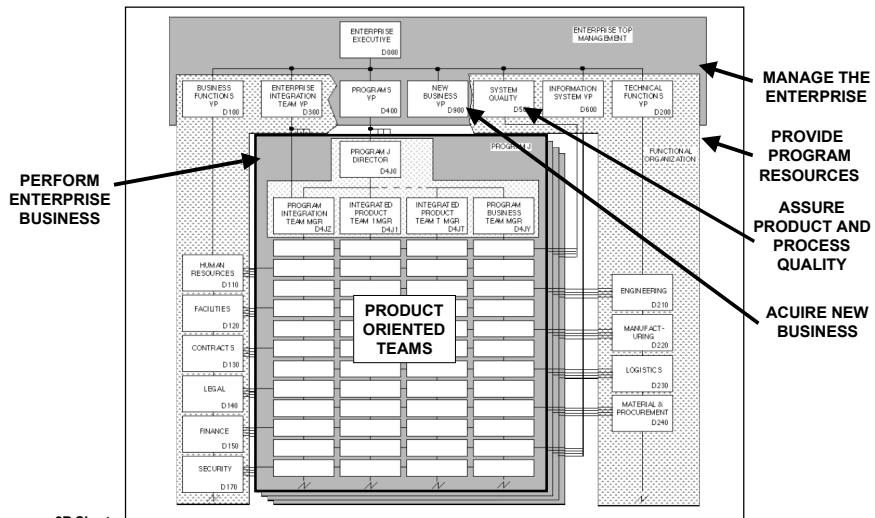 ENTERPRISE
EXECUTIVE
D000
ENTERPRISE TOP
MANAGEMENT
BUSINESS
FUNCTIONS
VP
D100
ENTERPRISE
INTEGRATION
TEAM VP
D300
PROGRAMS
VP
D400
NEW
BUSINESS VP
D900
SYSTEM
QUALITY
D500
INFORMATION
SYSTEM VP
D600
TECHNICAL
FUNCTIONS
VP
D200
MANAGE THE
ENTERPRISE
PROVIDE
PROGRAM
RESOURCES
ASSURE
PRODUCT AND
PROCESS
QUALITY
ACUIRE NEW
BUSINESS
PERFORM
ENTERPRISE
BUSINESS
PROGRAM J
DIRECTOR
D4J0
PROGRAM J
FUNCTIONAL
ORGANIZATION
PROGRAM
INTEGRATION
TEAM MGR
D4JZ
INTEGRATED
PRODUCT
TEAM 1 MGR
D4J1
INTEGRATED
PRODUCT
TEAM T MGR
D4JT
PROGRAM
BUSINESS
TEAM MGR
D4JY
PRODUCT
ORIENTED
TEAMS
HUMAN
RESOURCES
D110
FACILITIES
D120
CONTRACTS
D130
LEGAL
D140
FINANCE
D150
SECURITY
D170
ENGINEERING
D210
MANUFACT-
URING
D220
LOGISTICS
D230
MATERIAL &
PROCUREMENT
D240